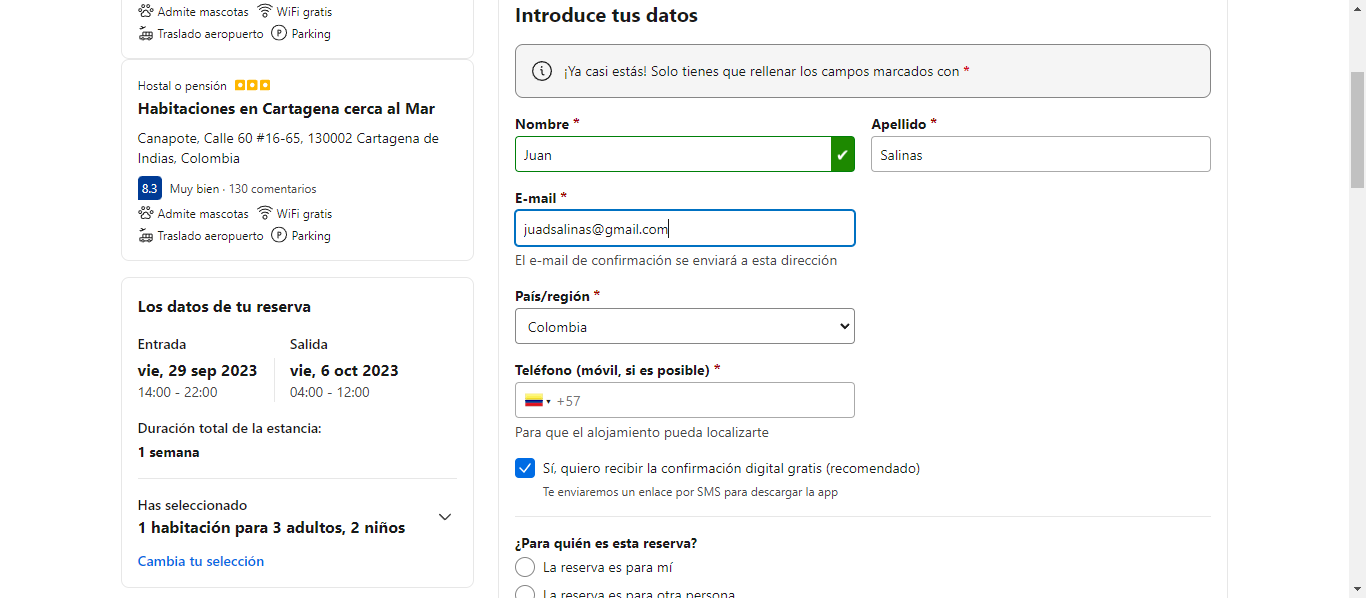 Admite mascotas WiFi gratis
Traslado aeropuerto P Parking
Hostal o pensión
Habitaciones en Cartagena cerca al Mar
Canapote, Calle 60 #16-65, 130002 Cartagena de
Indias, Colombia
8.3 Muy bien · 130 comentarios
Admite mascotas WiFi gratis
Traslado aeropuerto P Parking
Los datos de tu reserva
Entrada Salida
vie, 29 sep 2023 vie, 6 oct 2023
14:00 - 22:00 04:00 - 12:00
Duración total de la estancia:
1 semana
Has seleccionado
1 habitación para 3 adultos, 2 niños
Cambia tu selección
Introduce tus datos
¡Ya casi estás! Solo tienes que rellenar los campos marcados con *
Nombre * Apellido *
Juan Salinas
E-mail *
juadsalinas@gmail.com
El e-mail de confirmación se enviará a esta dirección
País/región *
Colombia
Teléfono (móvil, si es posible) *
+57
Para que el alojamiento pueda localizarte
Sí, quiero recibir la confirmación digital gratis (recomendado)
Te enviaremos un enlace por SMS para descargar la app
¿Para quién es esta reserva?
La reserva es para mí
La reserva es para otra persona